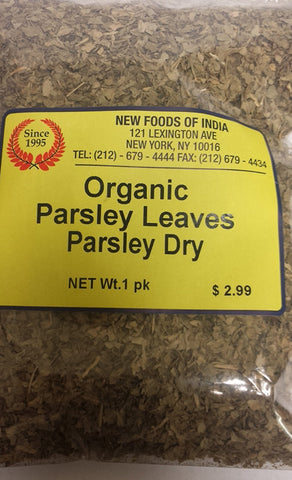 Since
1995
NEW FOODS OF INDIA
121 LEXINGTON AVE
NEW YORK, NY 10016
TEL: (212) - 679 - 4444 FAX: (212) 679 - 4434
Organic
Parsley Leaves
Parsley Dry
NET Wt.1 pk
$ 2.99